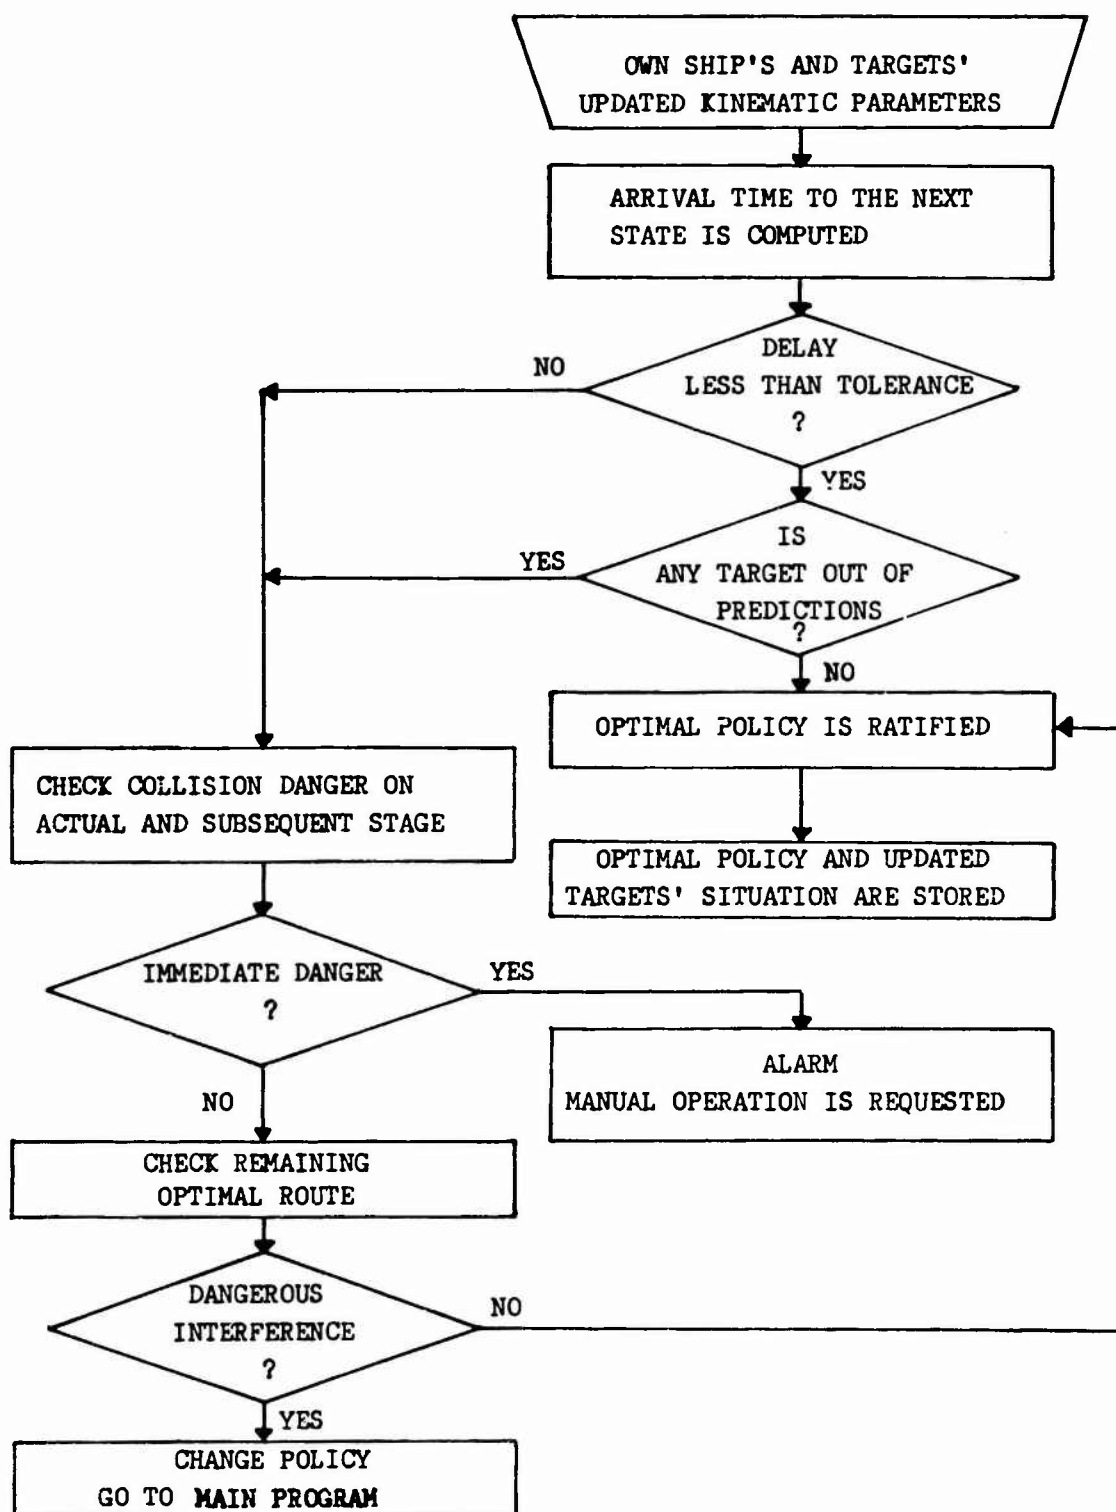 OWN SHIP'S AND TARGETS'
UPDATED KINEMATIC PARAMETERS
ARRIVAL TIME TO THE NEXT
STATE IS COMPUTED
DELAY
LESS THAN TOLERANCE
?
NO
YES
IS
ANY TARGET OUT OF
PREDICTIONS
?
YES
NO
OPTIMAL POLICY IS RATIFIED
OPTIMAL POLICY AND UPDATED
TARGETS' SITUATION ARE STORED
CHECK COLLISION DANGER ON
ACTUAL AND SUBSEQUENT STAGE
IMMEDIATE DANGER
?
YES
ALARM
MANUAL OPERATION IS REQUESTED
NO
CHECK REMAINING
OPTIMAL ROUTE
DANGEROUS
INTERFERENCE
?
NO
YES
CHANGE POLICY
GO TO MAIN PROGRAM